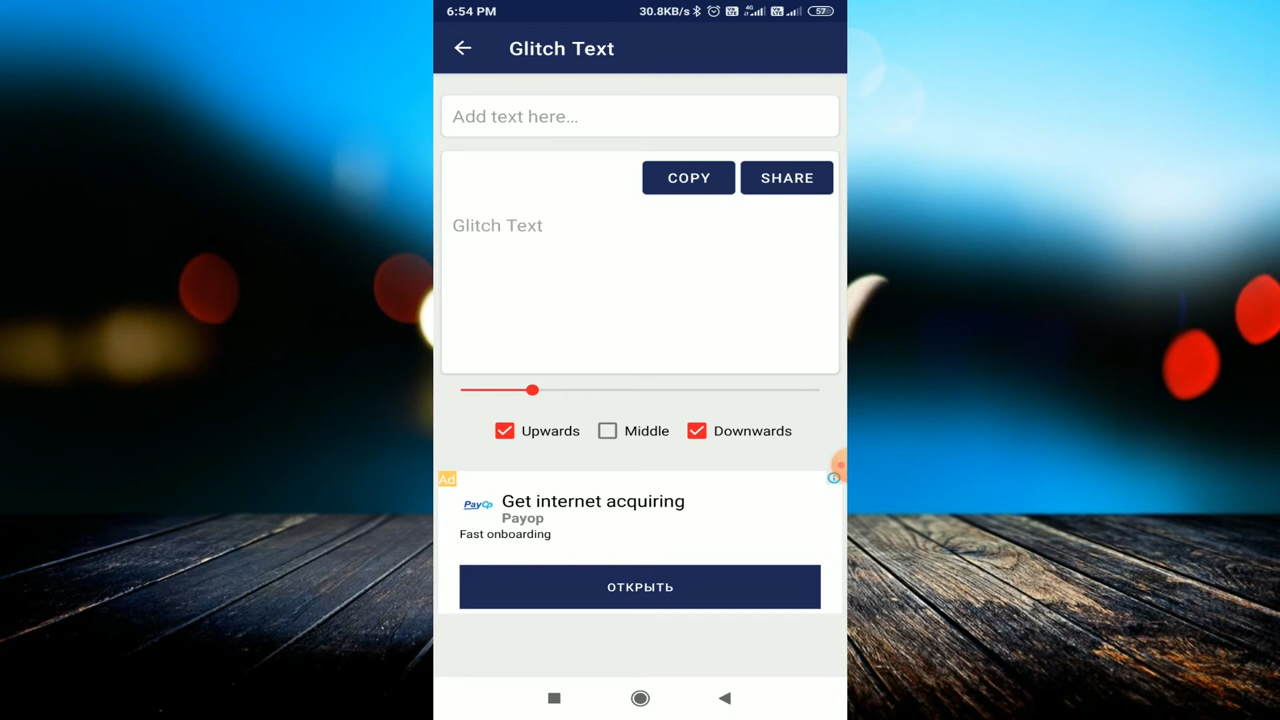 6:54 PM
30.8KB/s 4G 57
Glitch Text
Add text here...
COPY
SHARE
Glitch Text
Upwards
Middle
Downwards
Ad
PayOp
Get internet acquiring
Payop
Fast onboarding
ОТКРЫТЬ